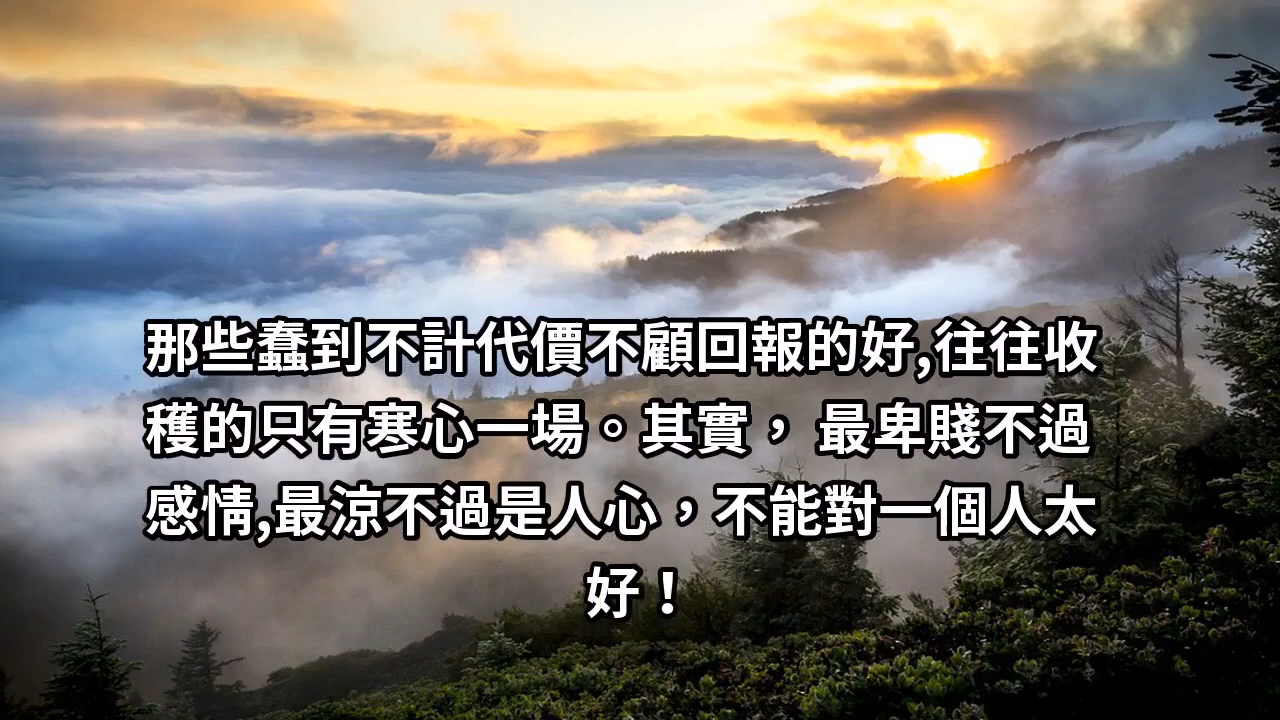 那些蠢到不計代價不顧回報的好,往往收
穫的只有寒心一場。其實, 最卑賤不過
感情,最涼不過是人心,不能對一個人太
好!